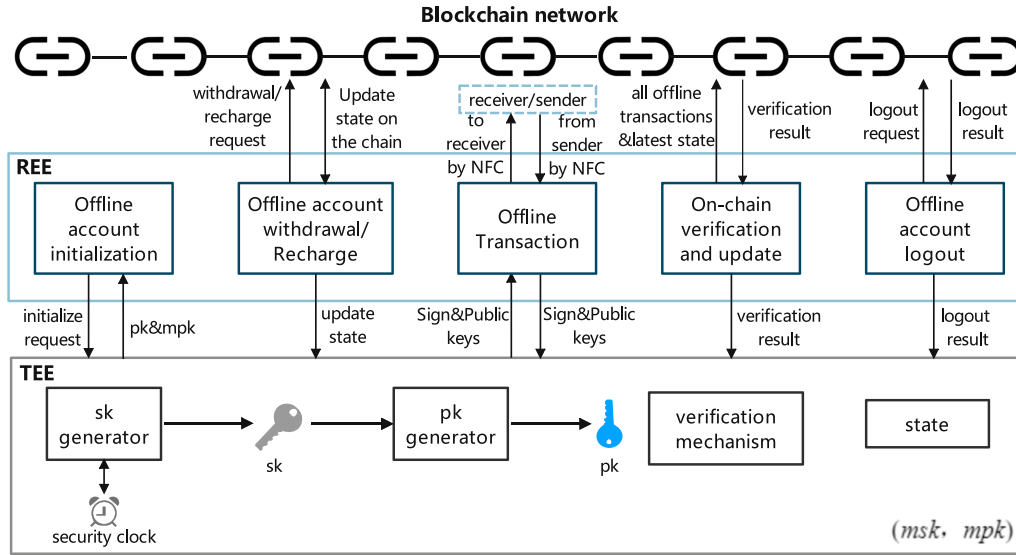 Blockchain network
withdrawal/
recharge
request
Update
state on
the chain
receiver/sender
to
receiver
by NFC
from
sender
by NFC
all offline
transactions
&latest state
verification
result
logout
request
logout
result
REE
Offline
account
initialization
Offline account
withdrawal/
Recharge
Offline
Transaction
On-chain
verification
and update
Offline
account
logout
initialize
request
pk&mpk
update
state
Sign&Public
keys
Sign&Public
keys
verification
result
logout
result
TEE
sk
generator
sk
pk
generator
pk
verification
mechanism
state
security clock
(msk, mpk)